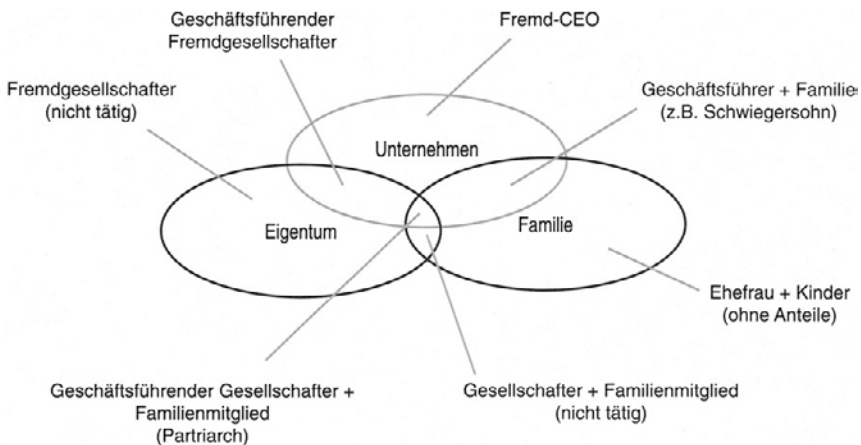 Geschäftsführender
Fremdgesellschafter
Fremd-CEO
Fremdgesellschafter
(nicht tätig)
Geschäftsführer + Familie
(z.B. Schwiegersohn)
Unternehmen
Eigentum
Familie
Ehefrau + Kinder
(ohne Anteile)
Geschäftsführender Gesellschafter +
Familienmitglied
(Partriarch)
Gesellschafter + Familienmitglied
(nicht tätig)